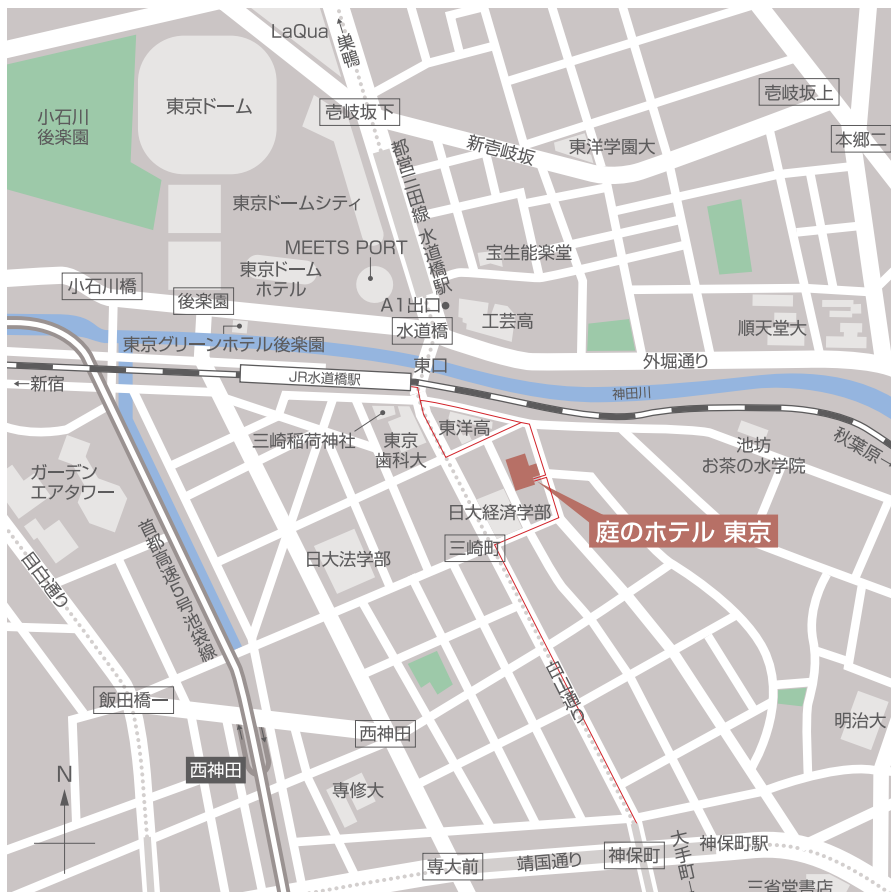 LaQua
←巣鴨
小石川
後楽園
東京ドーム
壱岐坂下
壱岐坂上
本郷二
新壱岐坂
東洋学園大
都営三田線 水道橋駅
東京ドームシティ
MEETS PORT
東京ドーム
ホテル
宝生能楽堂
小石川橋
後楽園
A1出口
水道橋
工芸高
順天堂大
東京グリーンホテル後楽園
外堀通り
東口
JR水道橋駅
←新宿
神田川
三崎稲荷神社
東京
歯科大
東洋高
池坊
お茶の水学院
秋葉原→
ガーデン
エアタワー
日大経済学部
庭のホテル 東京
首都高速5号池袋線
目白通り
日大法学部
三崎町
白山通り
飯田橋一
西神田
西神田
明治大
N
専修大
専大前
靖国通り
神保町
大手町→
神保町駅
三省堂書店